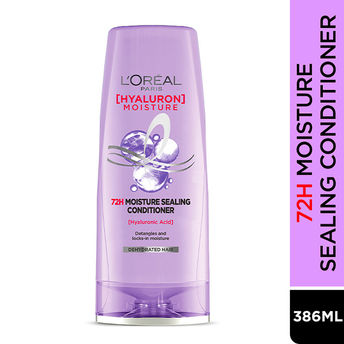 L'ORÉAL
PARIS
[HYALURON]
MOISTURE
72H MOISTURE SEALING
CONDITIONER
[Hyaluronic Acid]
Detangles and
locks-in moisture
DEHYDRATED HAIR
72H MOISTURE
SEALING CONDITIONER
386ML